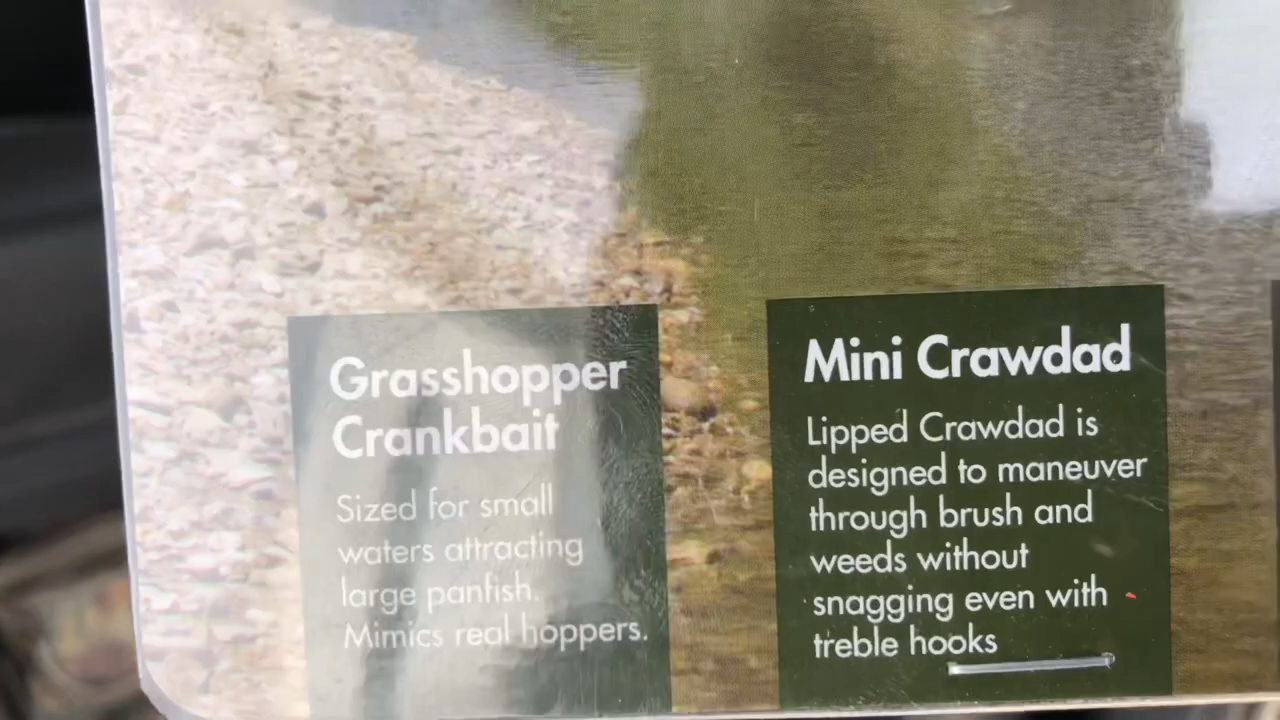 Grasshopper
Crankbait
Sized for small
waters attracting
large panfish.
Mimics real hoppers.
Mini Crawdad
Lipped Crawdad is
designed to maneuver
through brush and
weeds without
snagging even with
treble hooks